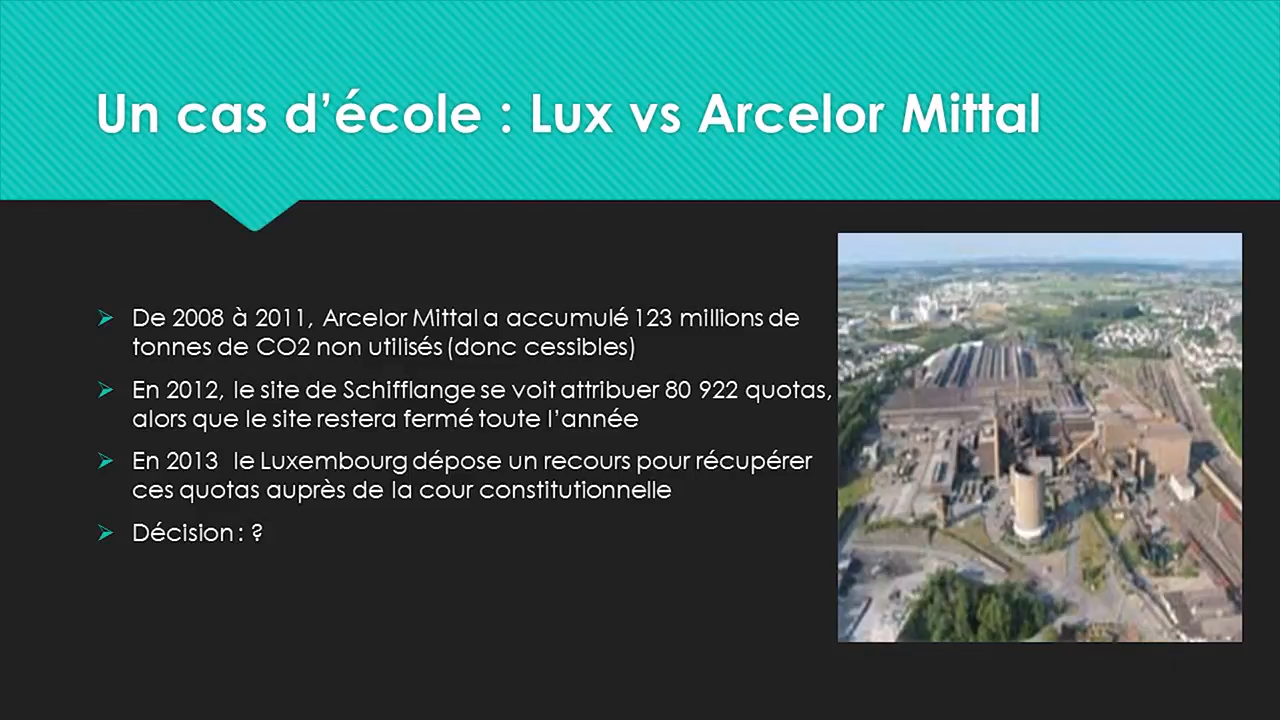 Un cas d’école : Lux vs Arcelor Mittal
De 2008 à 2011, Arcelor Mittal a accumulé 123 millions de
tonnes de CO2 non utilisés (donc cessibles)
En 2012, le site de Schifflange se voit attribuer 80 922 quotas,
alors que le site restera fermé toute l’année
En 2013 le Luxembourg dépose un recours pour récupérer
ces quotas auprès de la cour constitutionnelle
Décision : ?